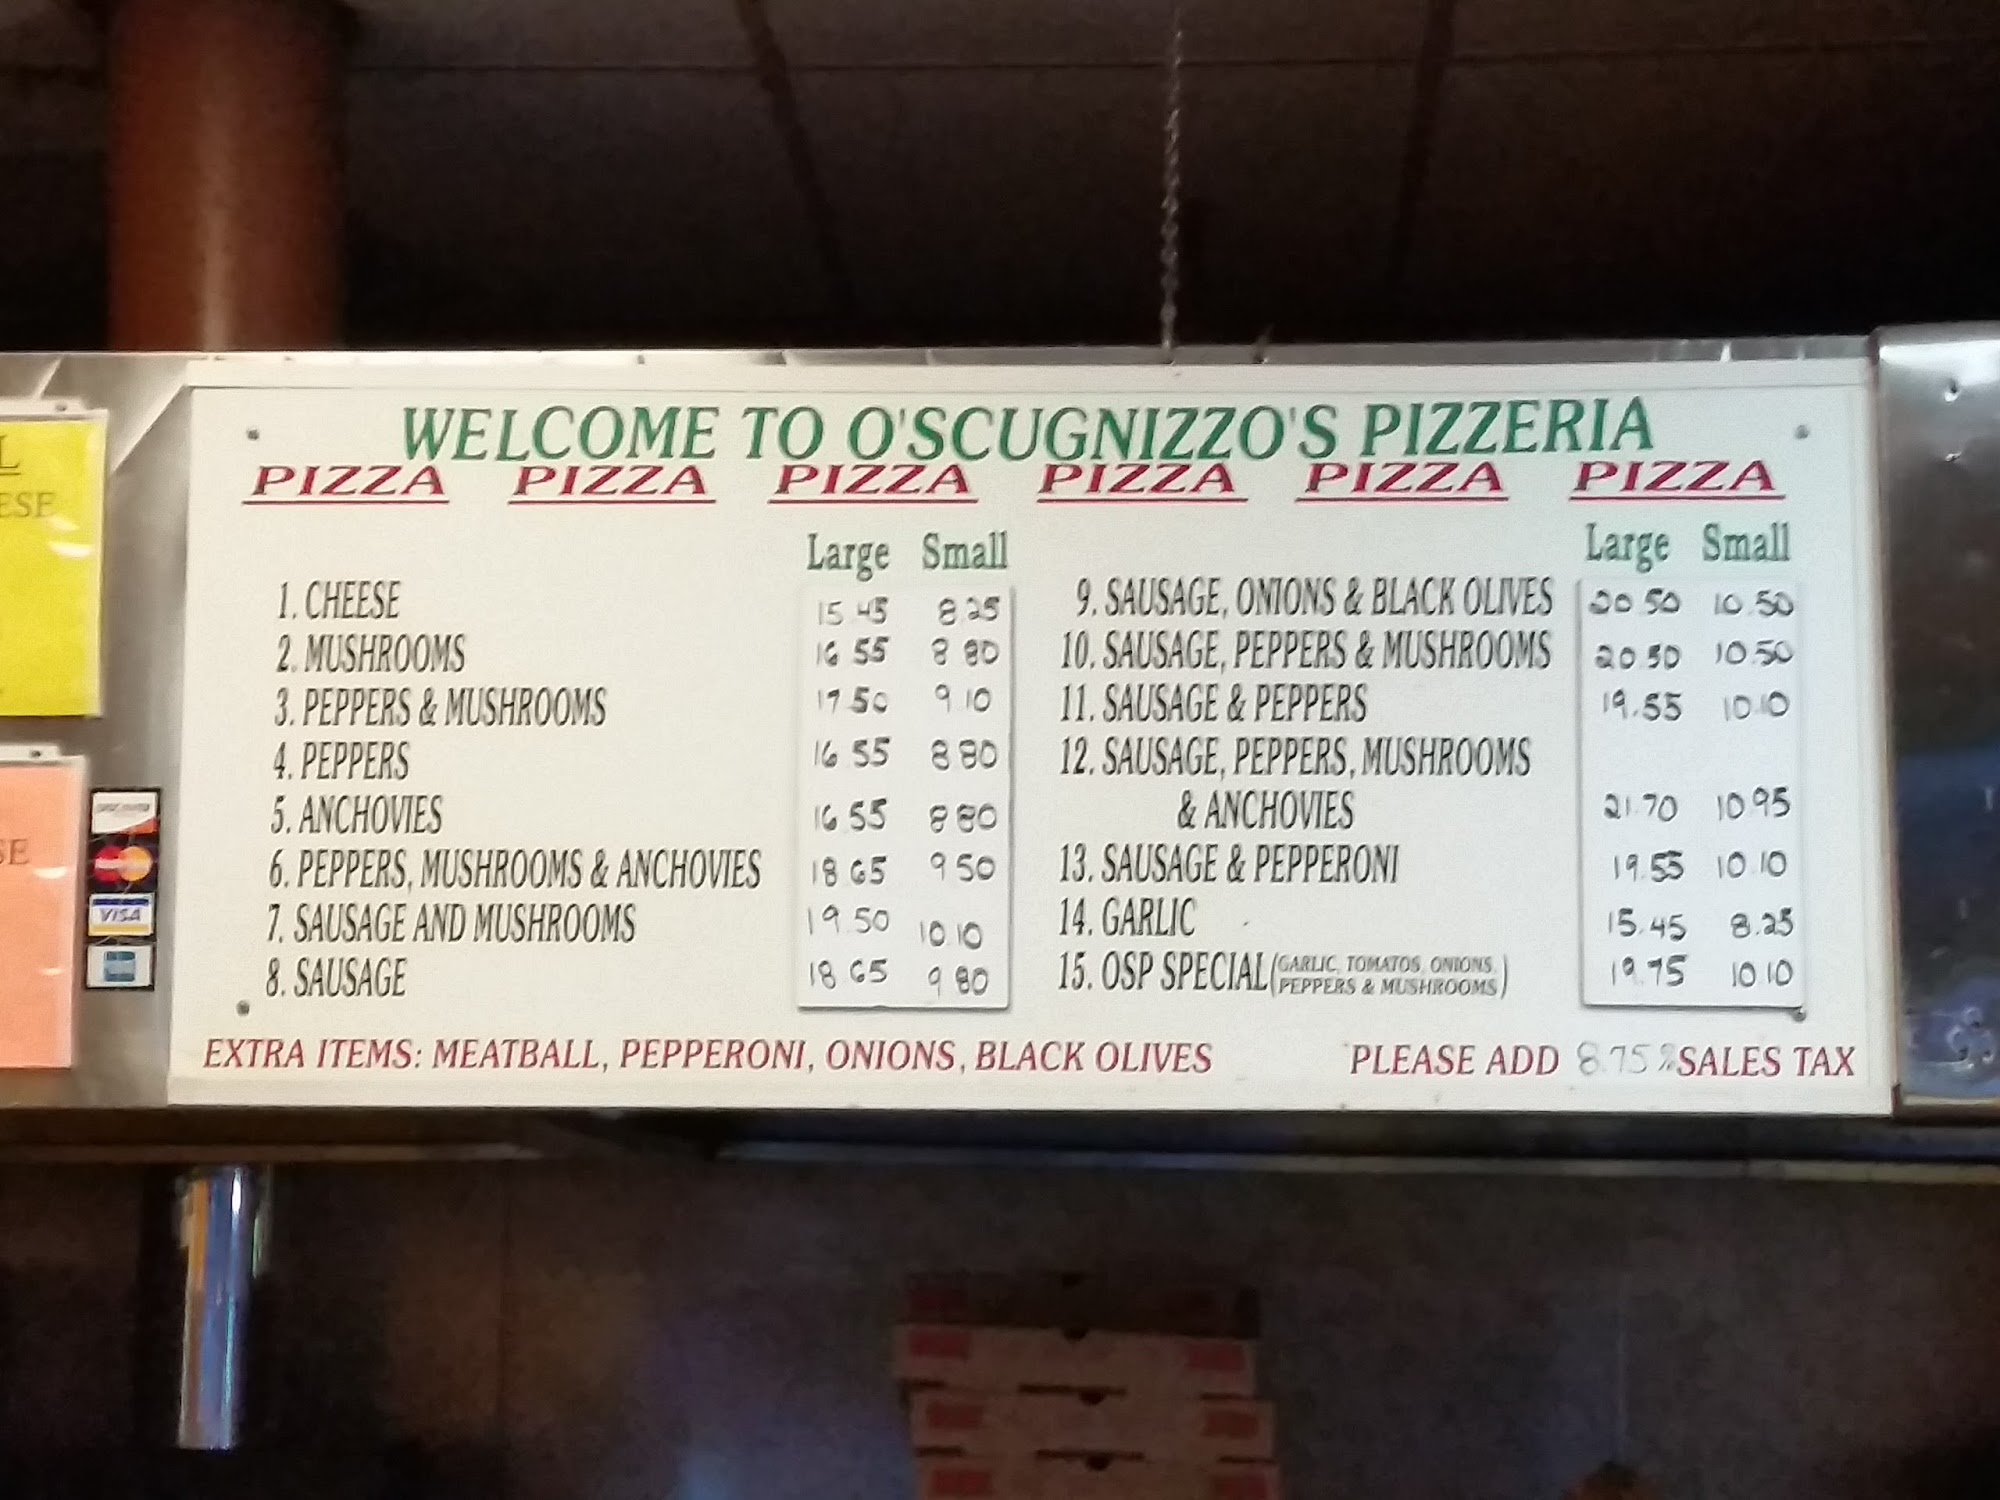 WELCOME TO O'SCUGNIZZO'S PIZZERIA
PIZZA PIZZA PIZZA PIZZA PIZZA PIZZA
Large Small
1. CHEESE 15.45 8.25
2. MUSHROOMS 16 55 8 80
3. PEPPERS & MUSHROOMS 17.50 9 10
4. PEPPERS 16 55 8 80
5. ANCHOVIES 16 55 8 80
6. PEPPERS, MUSHROOMS & ANCHOVIES 18 65 9 50
7. SAUSAGE AND MUSHROOMS 19.50 10 10
8. SAUSAGE 18 65 9 80
Large Small
9. SAUSAGE, ONIONS & BLACK OLIVES 20 50 10.50
10. SAUSAGE, PEPPERS & MUSHROOMS 20.50 10.50
11. SAUSAGE & PEPPERS 19.55 10 10
12. SAUSAGE, PEPPERS, MUSHROOMS
& ANCHOVIES 21.70 10 95
13. SAUSAGE & PEPPERONI 19.55 10 10
14. GARLIC 15.45 8.25
15. OSP SPECIAL (GARLIC, TOMATOS, ONIONS,
PEPPERS & MUSHROOMS) 19.75 10 10
EXTRA ITEMS: MEATBALL, PEPPERONI, ONIONS, BLACK OLIVES
PLEASE ADD 8.75% SALES TAX
L
ESE
SE
DISCOVER
VISA